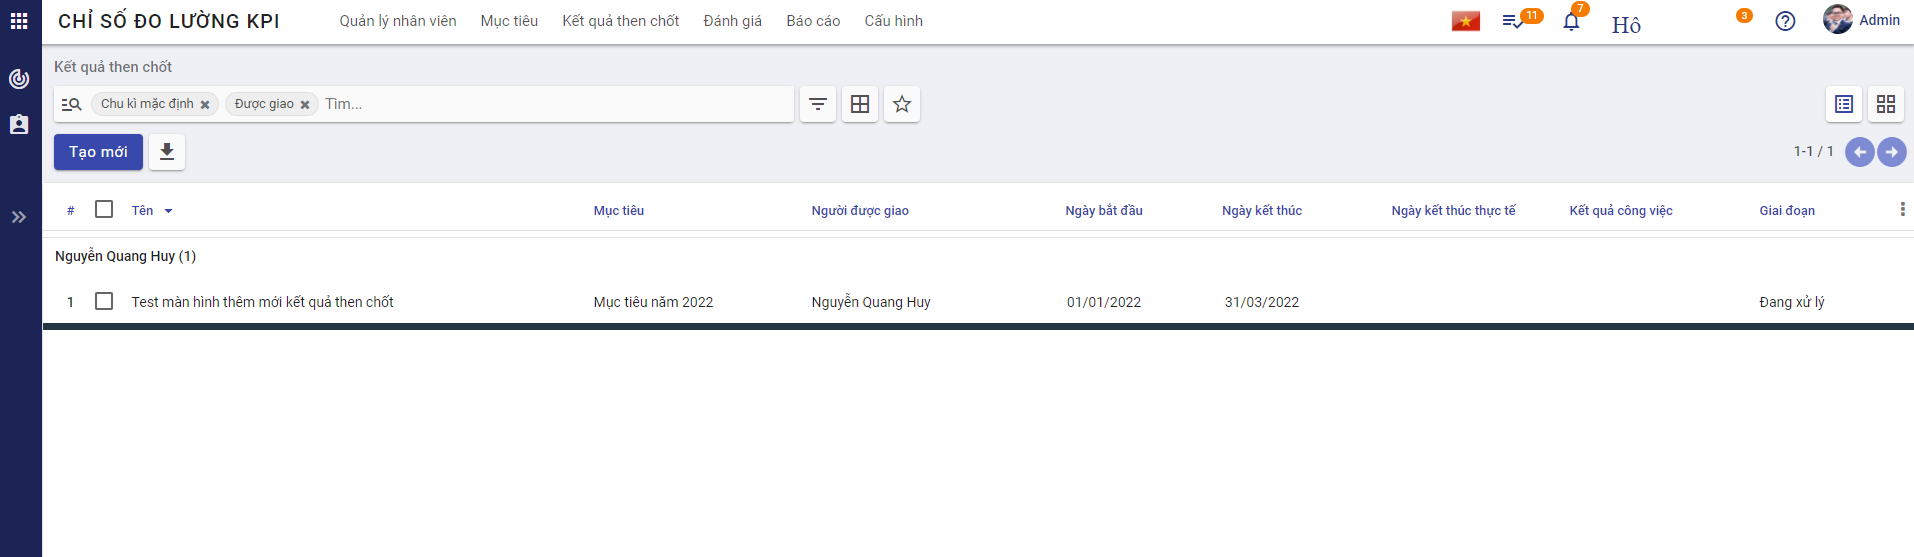 CHỈ SỐ ĐO LƯỜNG KPI Quản lý nhân viên Mục tiêu Kết quả then chốt Đánh giá Báo cáo Cấu hình 11 7 Hô 3 Admin
Kết quả then chốt
Chu kì mặc định Được giao Tìm...
Tạo mới 1-1 / 1
# Tên Mục tiêu Người được giao Ngày bắt đầu Ngày kết thúc Ngày kết thúc thực tế Kết quả công việc Giai đoạn
Nguyễn Quang Huy (1)
1 Test màn hình thêm mới kết quả then chốt Mục tiêu năm 2022 Nguyễn Quang Huy 01/01/2022 31/03/2022 Đang xử lý